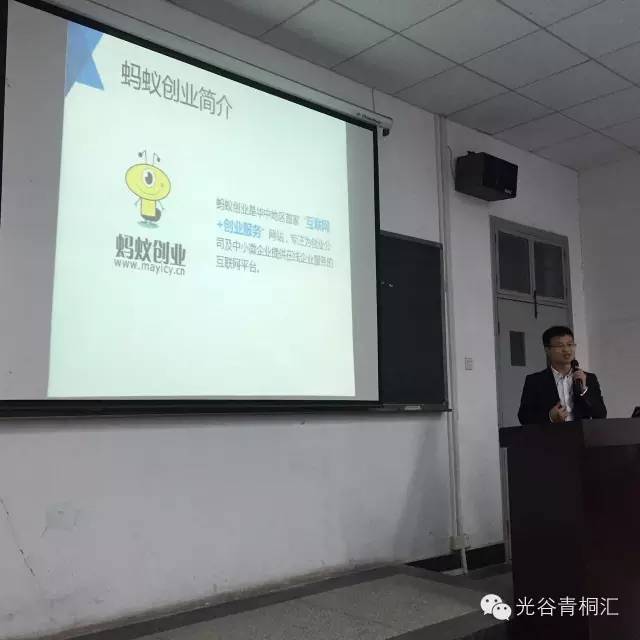 蚂蚁创业简介
蚂蚁创业是华中地区首家“互联网
+创业服务”网站，专注为创业公
司及中小微企业提供在线企业服务的
互联网平台。
蚂蚁创业
www.mayicy.cn
光谷青桐汇